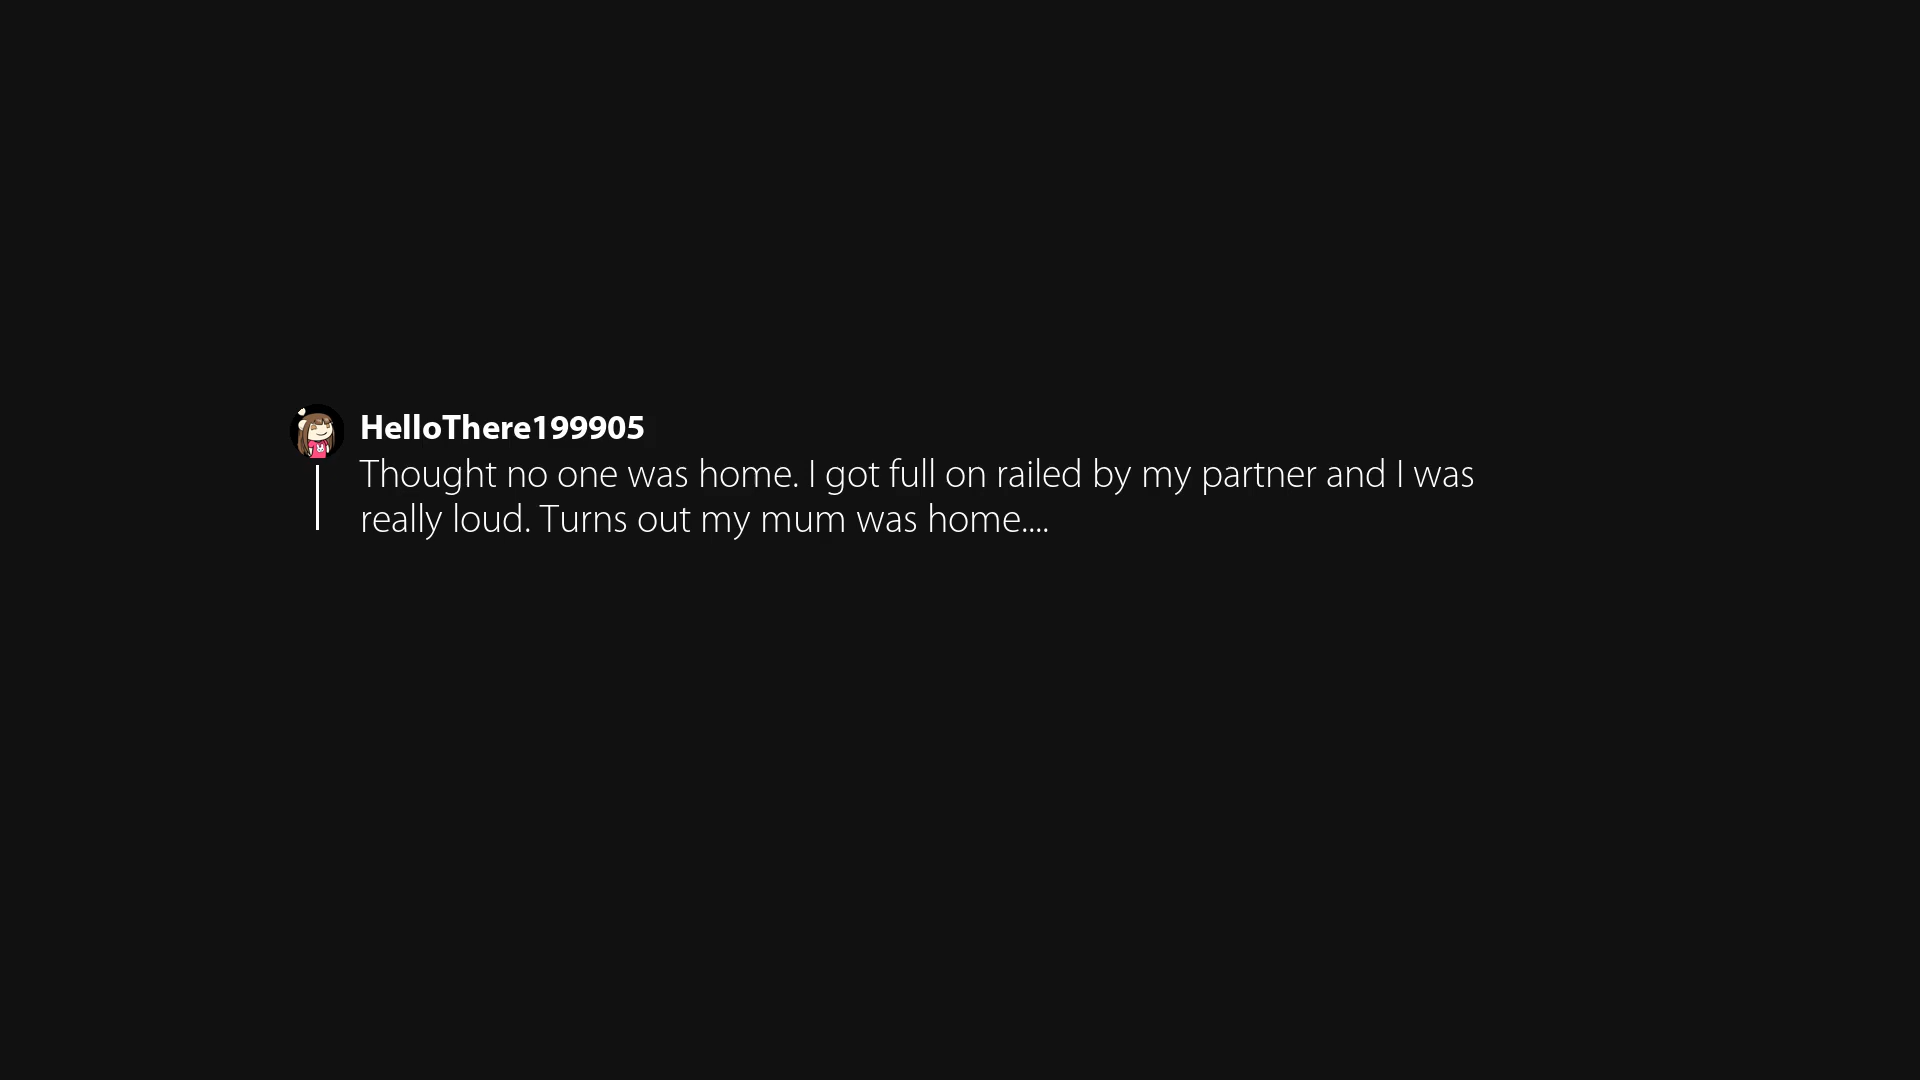 HelloThere199905
Thought no one was home. I got full on railed by my partner and I was
really loud. Turns out my mum was home....